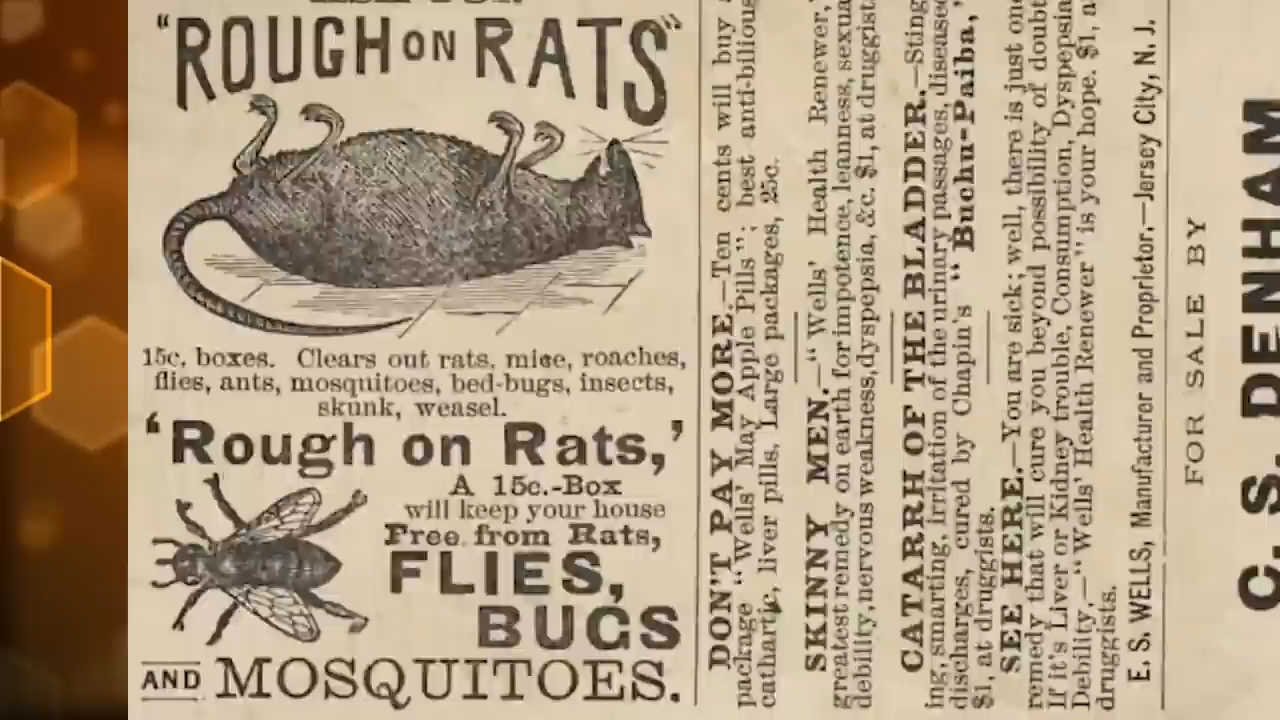 "ROUGH ON RATS"
15c. boxes. Clears out rats, mice, roaches,
flies, ants, mosquitoes, bed-bugs, insects,
skunk, weasel.
'Rough on Rats,'
A 15c.-Box
will keep your house
Free from Rats,
FLIES,
BUGS
AND MOSQUITOES.
DON'T PAY MORE.—Ten cents will buy
package "Wells' May Apple Pills"; best anti-bilious
cathartic, liver pills, Large packages, 25c.
SKINNY MEN.—"Wells' Health Renewer,"
greatest remedy on earth for impotence, leanness, sexua
debility, nervous weakness, dyspepsia, &c. $1, at druggist
CATARRH OF THE BLADDER.—Sting
ing, smarting, irritation of the urinary passages, diseased
discharges, cured by Chapin's "Buchu-Paiba,"
$1, at druggists.
SEE HERE.—You are sick; well, there is just one
remedy that will cure you beyond possibility of doubt
If it's Liver or Kidney trouble, Consumption, Dyspepsia
Debility,—"Wells' Health Renewer" is your hope. $1, a
druggists.
E. S. WELLS, Manufacturer and Proprietor.—Jersey City, N. J.
FOR SALE BY
C. S. DENHAM